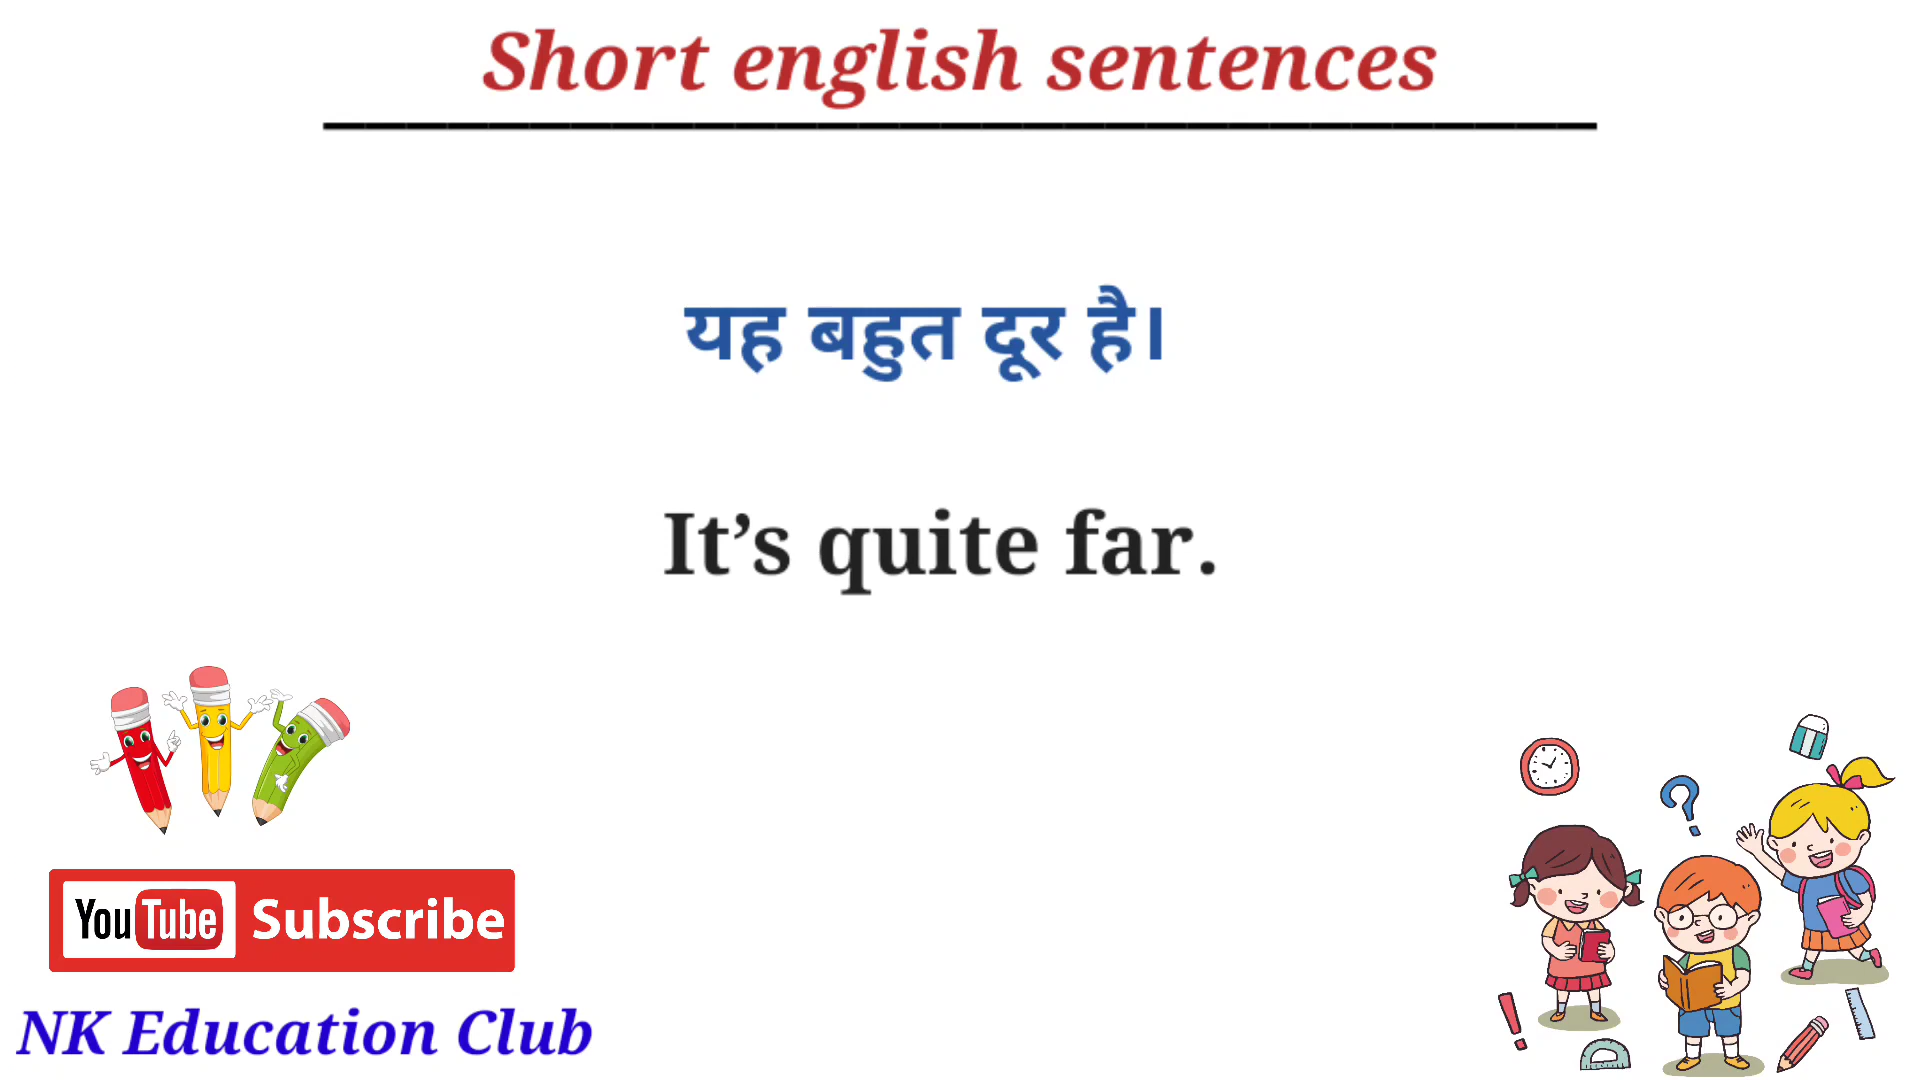 Short english sentences
यह बहुत दूर है।
It’s quite far.
YouTube Subscribe
NK Education Club